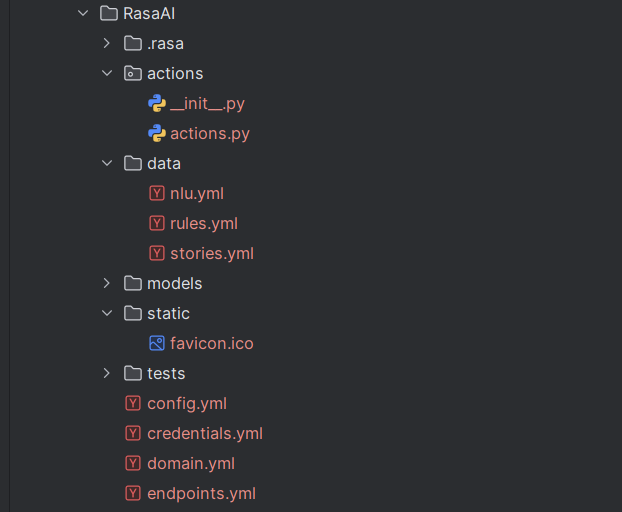 RasaAI
.rasa
actions
__init__.py
actions.py
data
nlu.yml
rules.yml
stories.yml
models
static
favicon.ico
tests
config.yml
credentials.yml
domain.yml
endpoints.yml